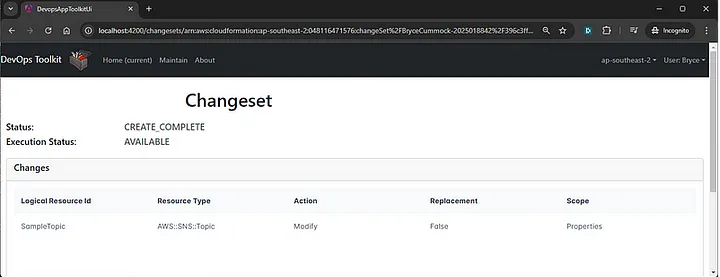 DevopsAppToolkitUi
localhost:4200/changesets/arn:aws:cloudformation:ap-southeast-2:048116471576:changeSet%2FBryceCummock-2025018842%2F396c3ff...
Incognito
DevOps Toolkit
Home (current)
Maintain
About
ap-southeast-2
User: Bryce
Changeset
Status: CREATE_COMPLETE
Execution Status: AVAILABLE
Changes
Logical Resource Id Resource Type Action Replacement Scope
SampleTopic AWS::SNS::Topic Modify False Properties